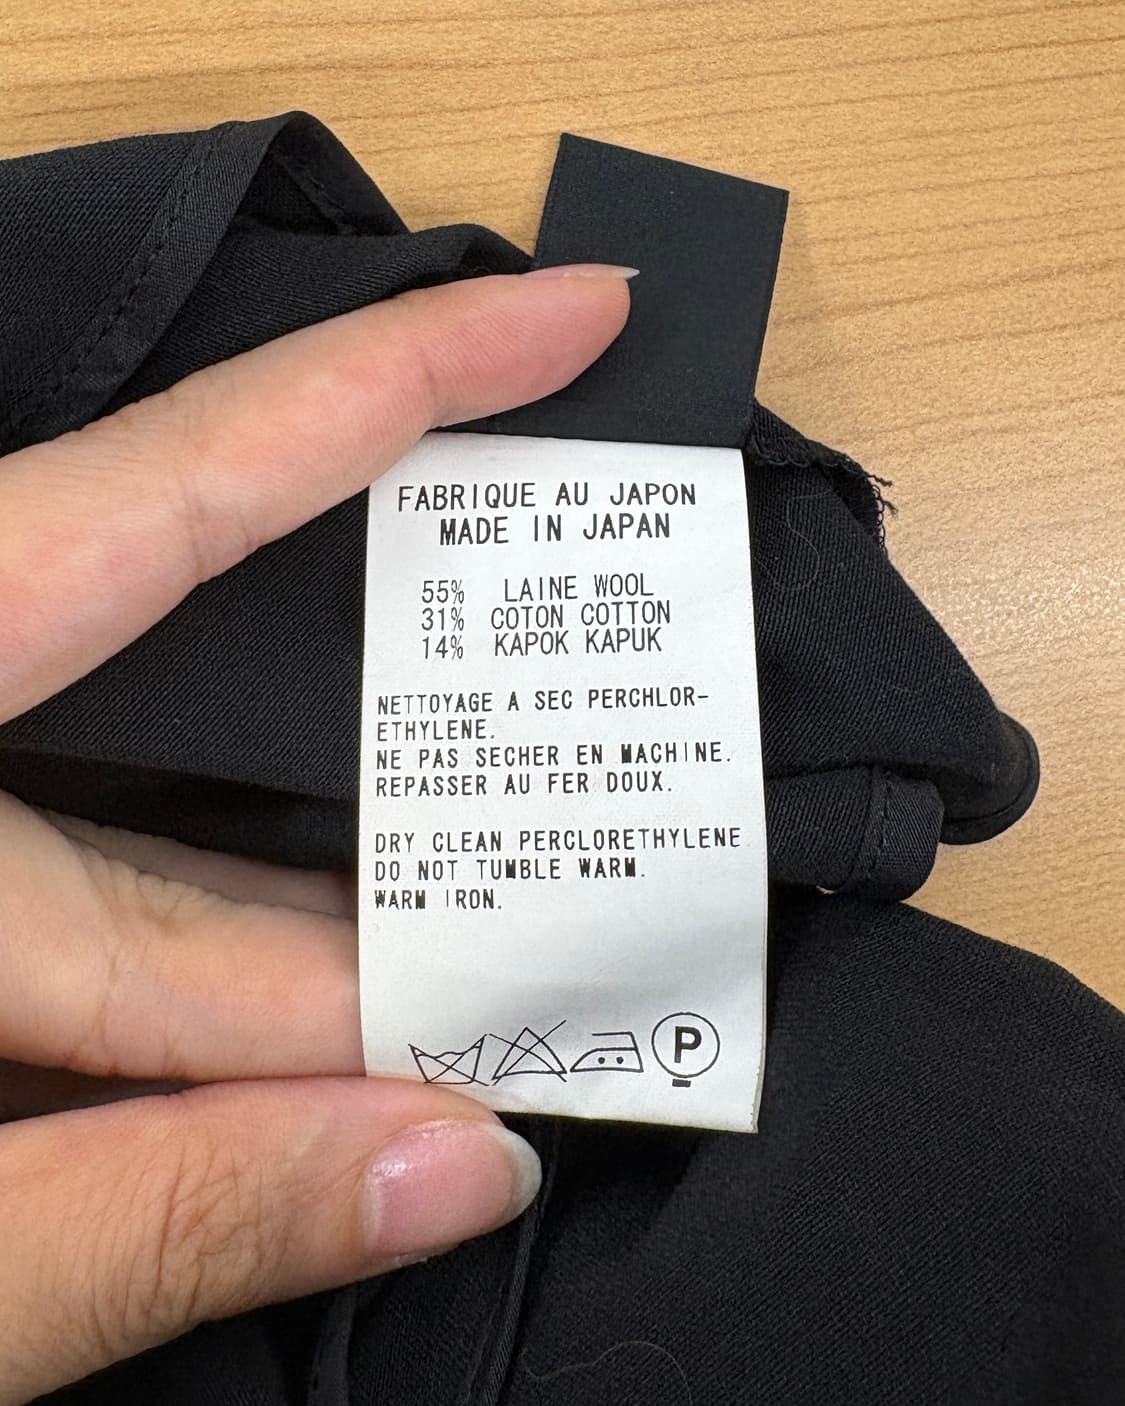 FABRIQUE AU JAPON
MADE IN JAPAN
55% LAINE WOOL
31% COTON COTTON
14% KAPOK KAPUK
NETTOYAGE A SEC PERCHLOR-
ETHYLENE.
NE PAS SECHER EN MACHINE.
REPASSER AU FER DOUX.
DRY CLEAN PERCLORETHYLENE
DO NOT TUMBLE WARM.
WARM IRON.
P